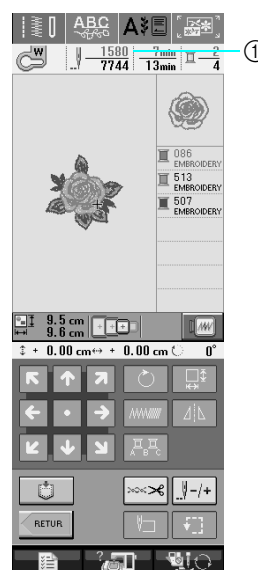 ABC A
W 1580 7min 2
7744 13min 4
①
086
EMBROIDERY
513
EMBROIDERY
507
EMBROIDERY
9.5 cm
9.6 cm
+ 0.00 cm + 0.00 cm 0°
A B C
-/+
RETUR
?